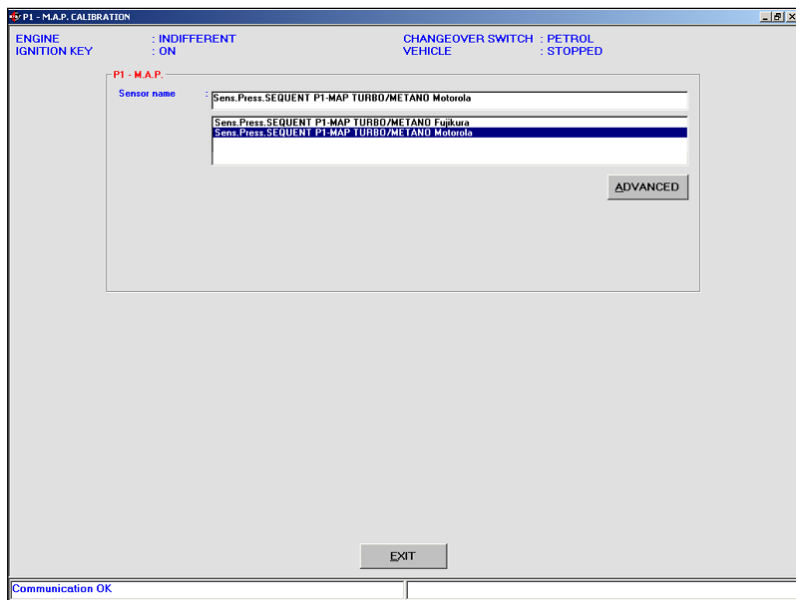 P1 - M.A.P. CALIBRATION
ENGINE : INDIFFERENT CHANGEOVER SWITCH : PETROL
IGNITION KEY : ON VEHICLE : STOPPED
P1 - M.A.P.
Sensor name : Sens.Press.SEQUENT P1-MAP TURBO/METANO Motorola
Sens.Press.SEQUENT P1-MAP TURBO/METANO Fujikura
Sens.Press.SEQUENT P1-MAP TURBO/METANO Motorola
ADVANCED
EXIT
Communication OK